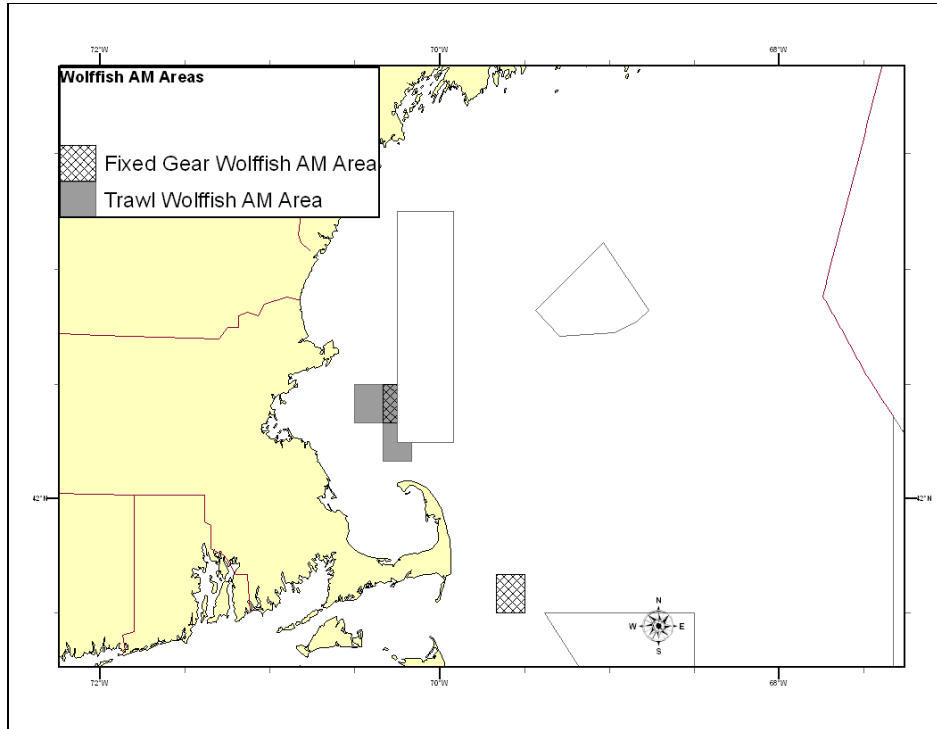 72°W 70°W 68°W
Wolffish AM Areas
Fixed Gear Wolffish AM Area
Trawl Wolffish AM Area
42°N 42°N
N
W E
S
72°W 70°W 68°W